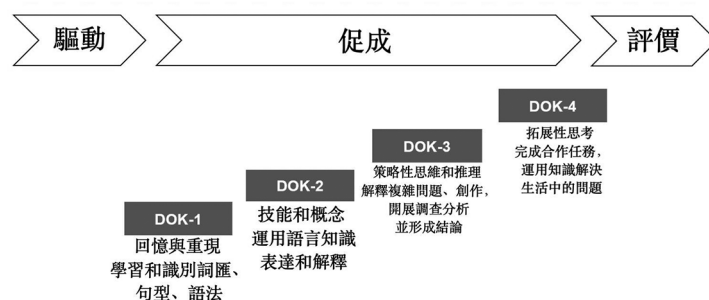 驅動
促成
評價
DOK-1
回憶與重現
學習和識別詞匯、
句型、語法
DOK-2
技能和概念
運用語言知識
表達和解釋
DOK-3
策略性思維和推理
解釋複雜問題、創作，
開展調查分析
並形成結論
DOK-4
拓展性思考
完成合作任務，
運用知識解決
生活中的問題